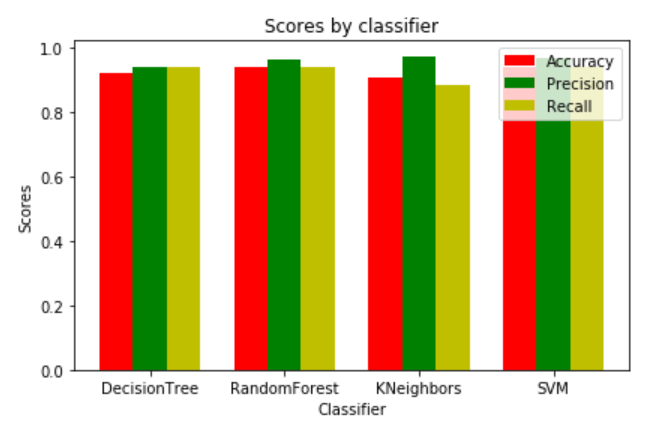 Scores by classifier
1.0
0.8
0.6
0.4
0.2
0.0
Scores
Accuracy
Precision
Recall
DecisionTree RandomForest KNeighbors SVM
Classifier